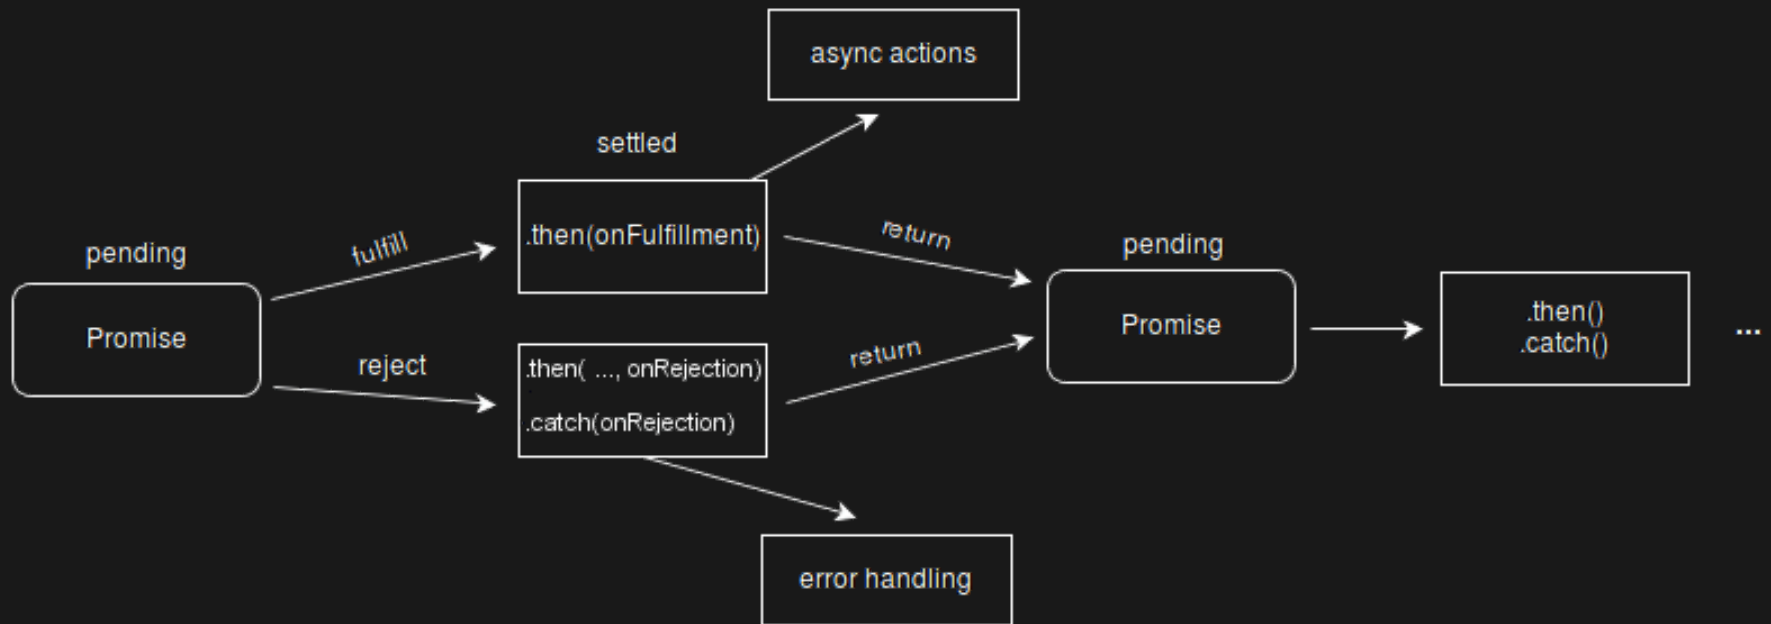 async actions
settled
.then(onFulfillment)
return
pending
fulfill
pending
Promise
Promise
.then()
.catch()
...
reject
.then( ..., onRejection)
.catch(onRejection)
return
error handling